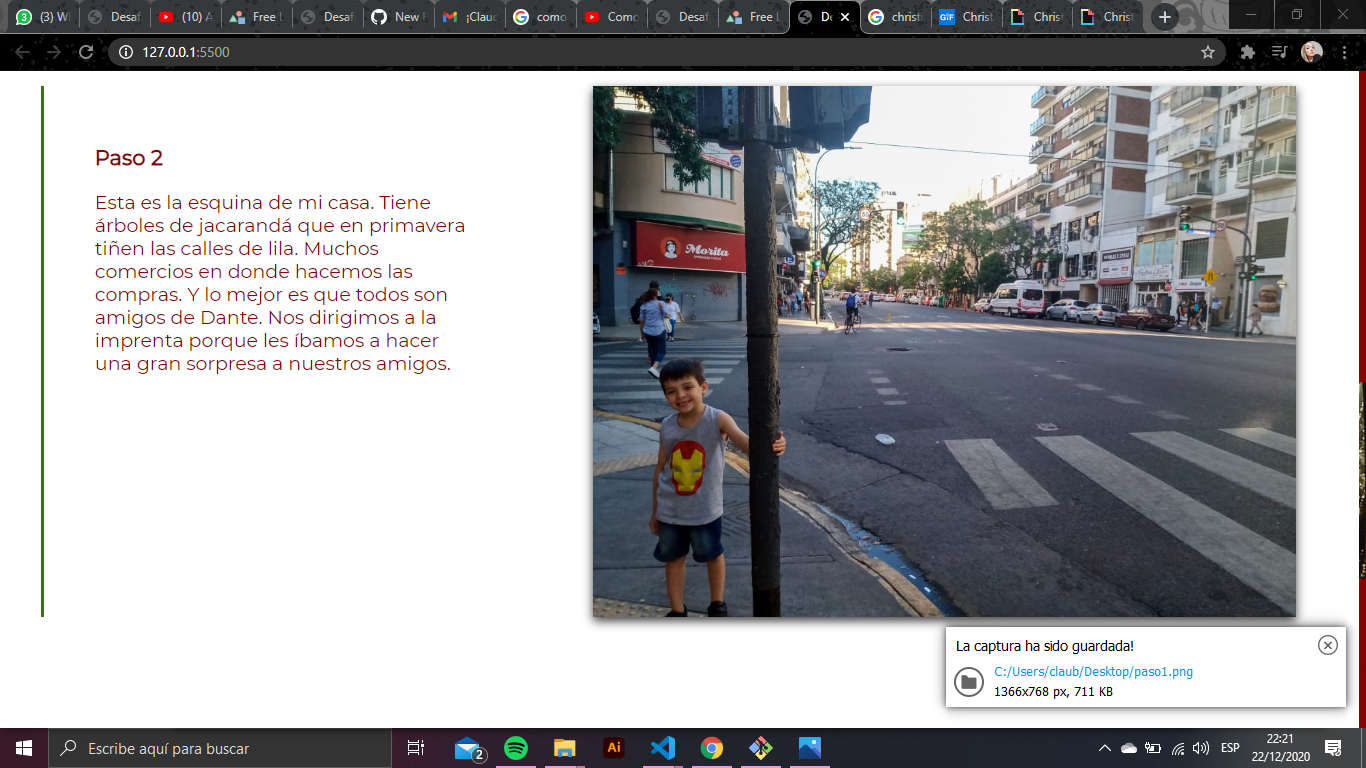 (3) W
Desaf
(10) A
Free L
Desaf
New R
¡Clau
como
Como
Desaf
Free L
De
christ
GIF
Christ
Chris
Christ
127.0.0.1:5500
Paso 2
Esta es la esquina de mi casa. Tiene
árboles de jacarandá que en primavera
tiñen las calles de lila. Muchos
comercios en donde hacemos las
compras. Y lo mejor es que todos son
amigos de Dante. Nos dirigimos a la
imprenta porque les íbamos a hacer
una gran sorpresa a nuestros amigos.
Morita
La captura ha sido guardada!
C:/Users/claub/Desktop/paso1.png
1366x768 px, 711 KB
Escribe aquí para buscar
2
Ai
ESP
22:21
22/12/2020